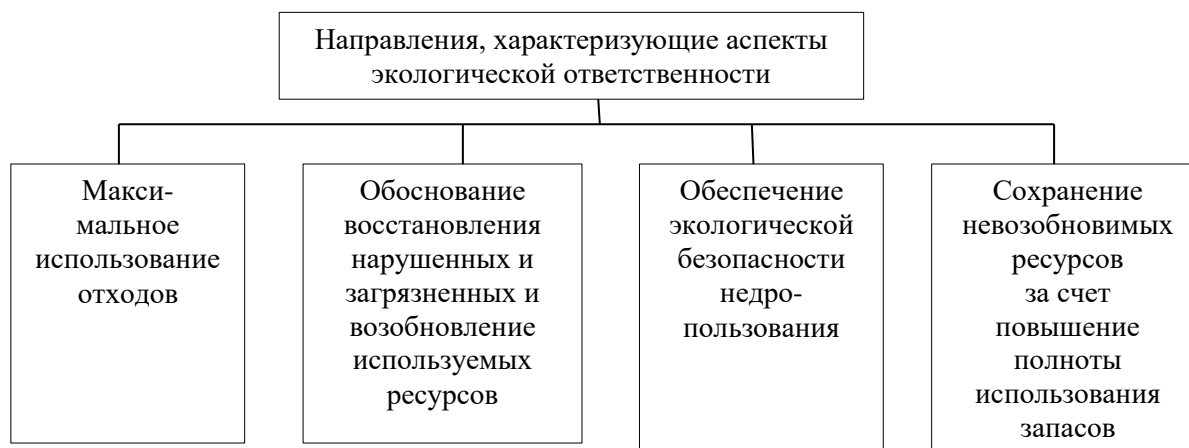 Направления, характеризующие аспекты
экологической ответственности
Макси-
мальное
использование
отходов
Обоснование
восстановления
нарушенных и
загрязненных и
возобновление
используемых
ресурсов
Обеспечение
экологической
безопасности
недро-
пользования
Сохранение
невозобновимых
ресурсов
за счет
повышение
полноты
использования
запасов